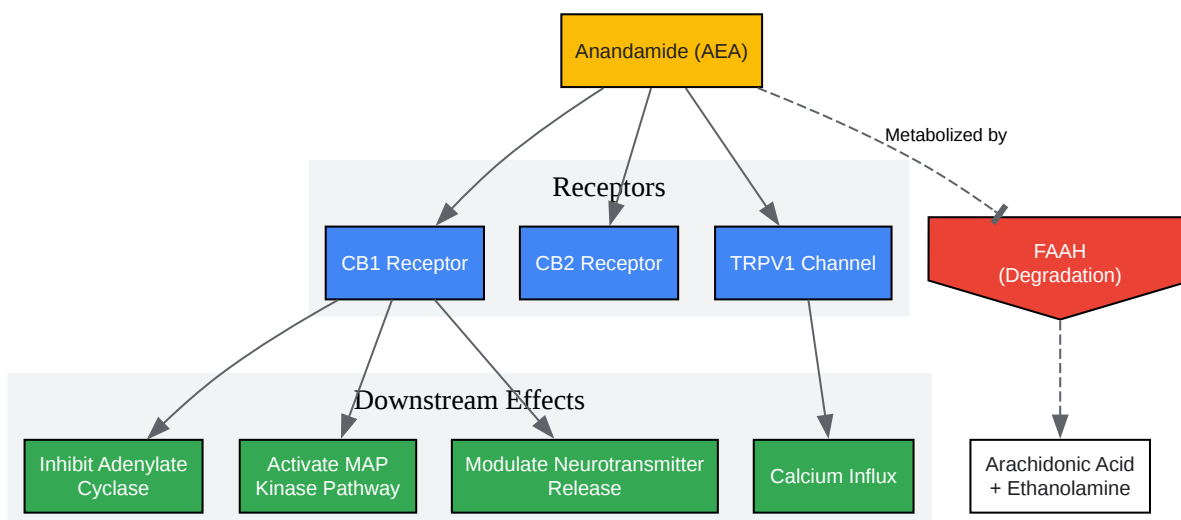 Anandamide (AEA)
Metabolized by
Receptors
CB1 Receptor
CB2 Receptor
TRPV1 Channel
FAAH
(Degradation)
Downstream Effects
Inhibit Adenylate
Cyclase
Activate MAP
Kinase Pathway
Modulate Neurotransmitter
Release
Calcium Influx
Arachidonic Acid
+ Ethanolamine